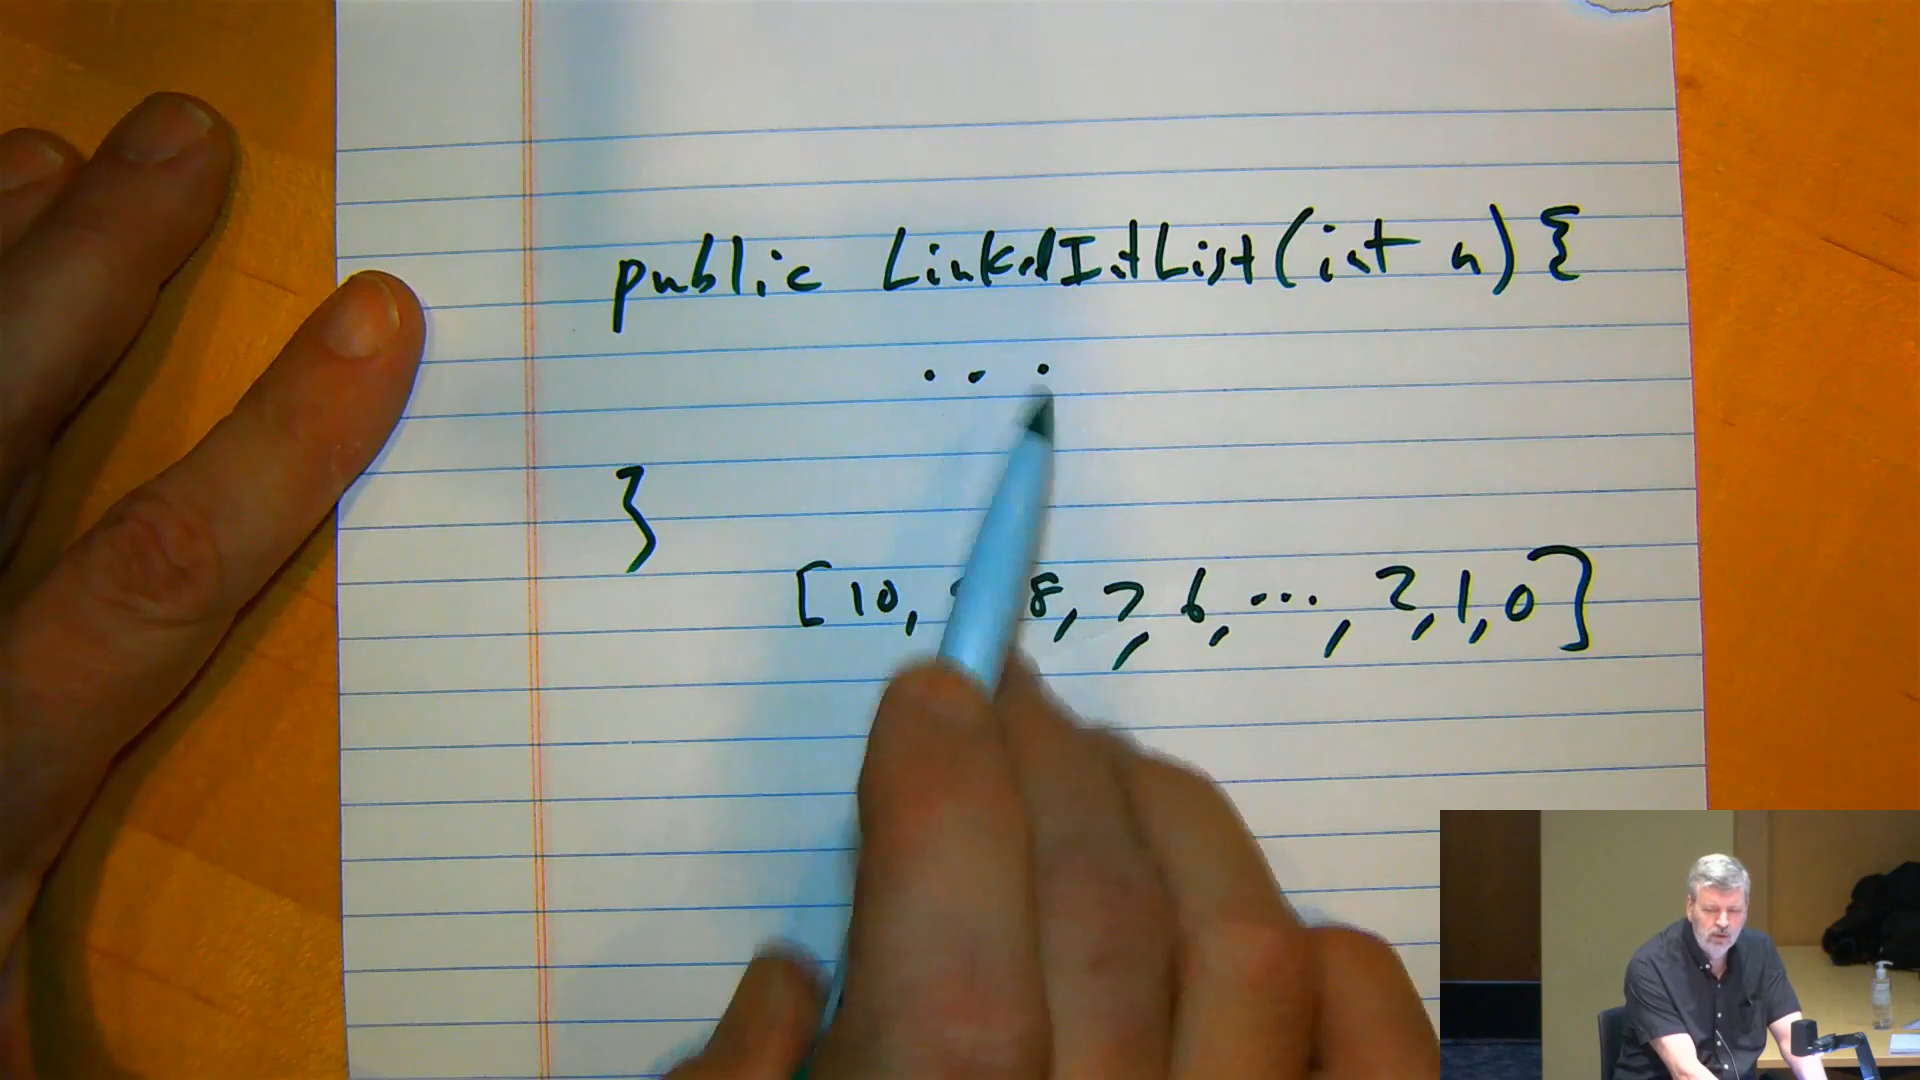 public LinkedIntList(int n) {
...
}
[10, 8, 7, 6, ..., 2, 1, 0]